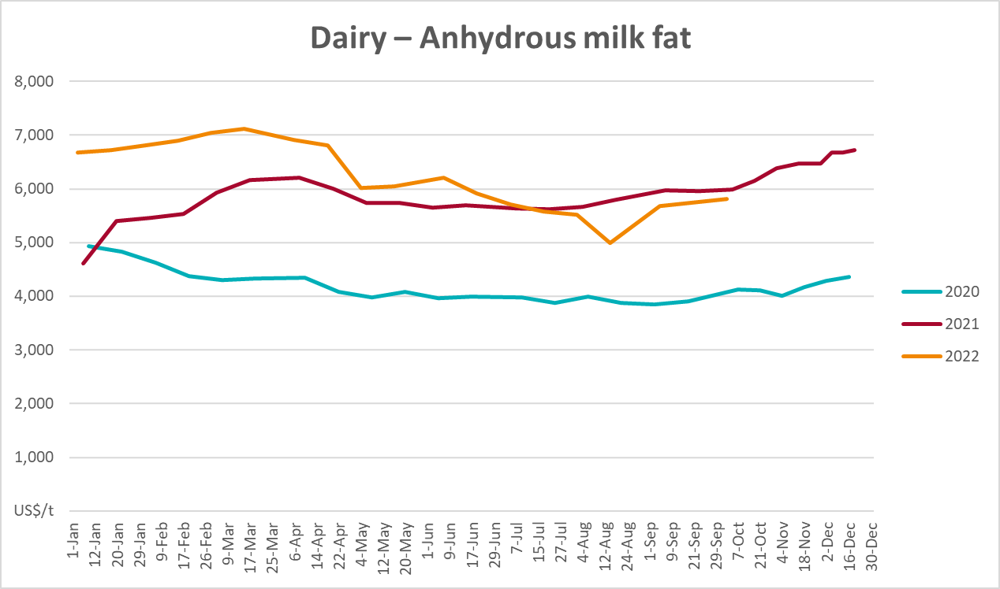 Dairy – Anhydrous milk fat
8,000
7,000
6,000
5,000
4,000
3,000
2,000
1,000
US$/t
1-Jan
12-Jan
20-Jan
29-Jan
9-Feb
17-Feb
26-Feb
9-Mar
17-Mar
25-Mar
6-Apr
14-Apr
22-Apr
4-May
12-May
20-May
1-Jun
9-Jun
17-Jun
29-Jun
7-Jul
15-Jul
27-Jul
4-Aug
12-Aug
24-Aug
1-Sep
9-Sep
21-Sep
29-Sep
7-Oct
21-Oct
4-Nov
18-Nov
2-Dec
16-Dec
30-Dec
2020
2021
2022